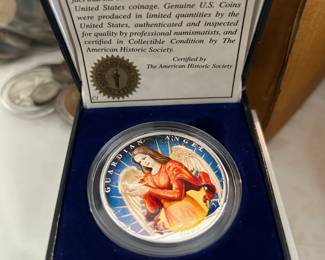 United States coinage. Genuine U.S. Coins
were produced in limited quantities by the
United States, authenticated and inspected
for quality by professional numismatists, and
certified in Collectible Condition by The
American Historic Society.
Certified by
The American Historic Society
GUARDIAN ANGEL